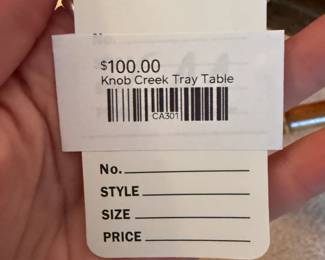 $100.00
Knob Creek Tray Table
CA301
No.
STYLE
SIZE
PRICE